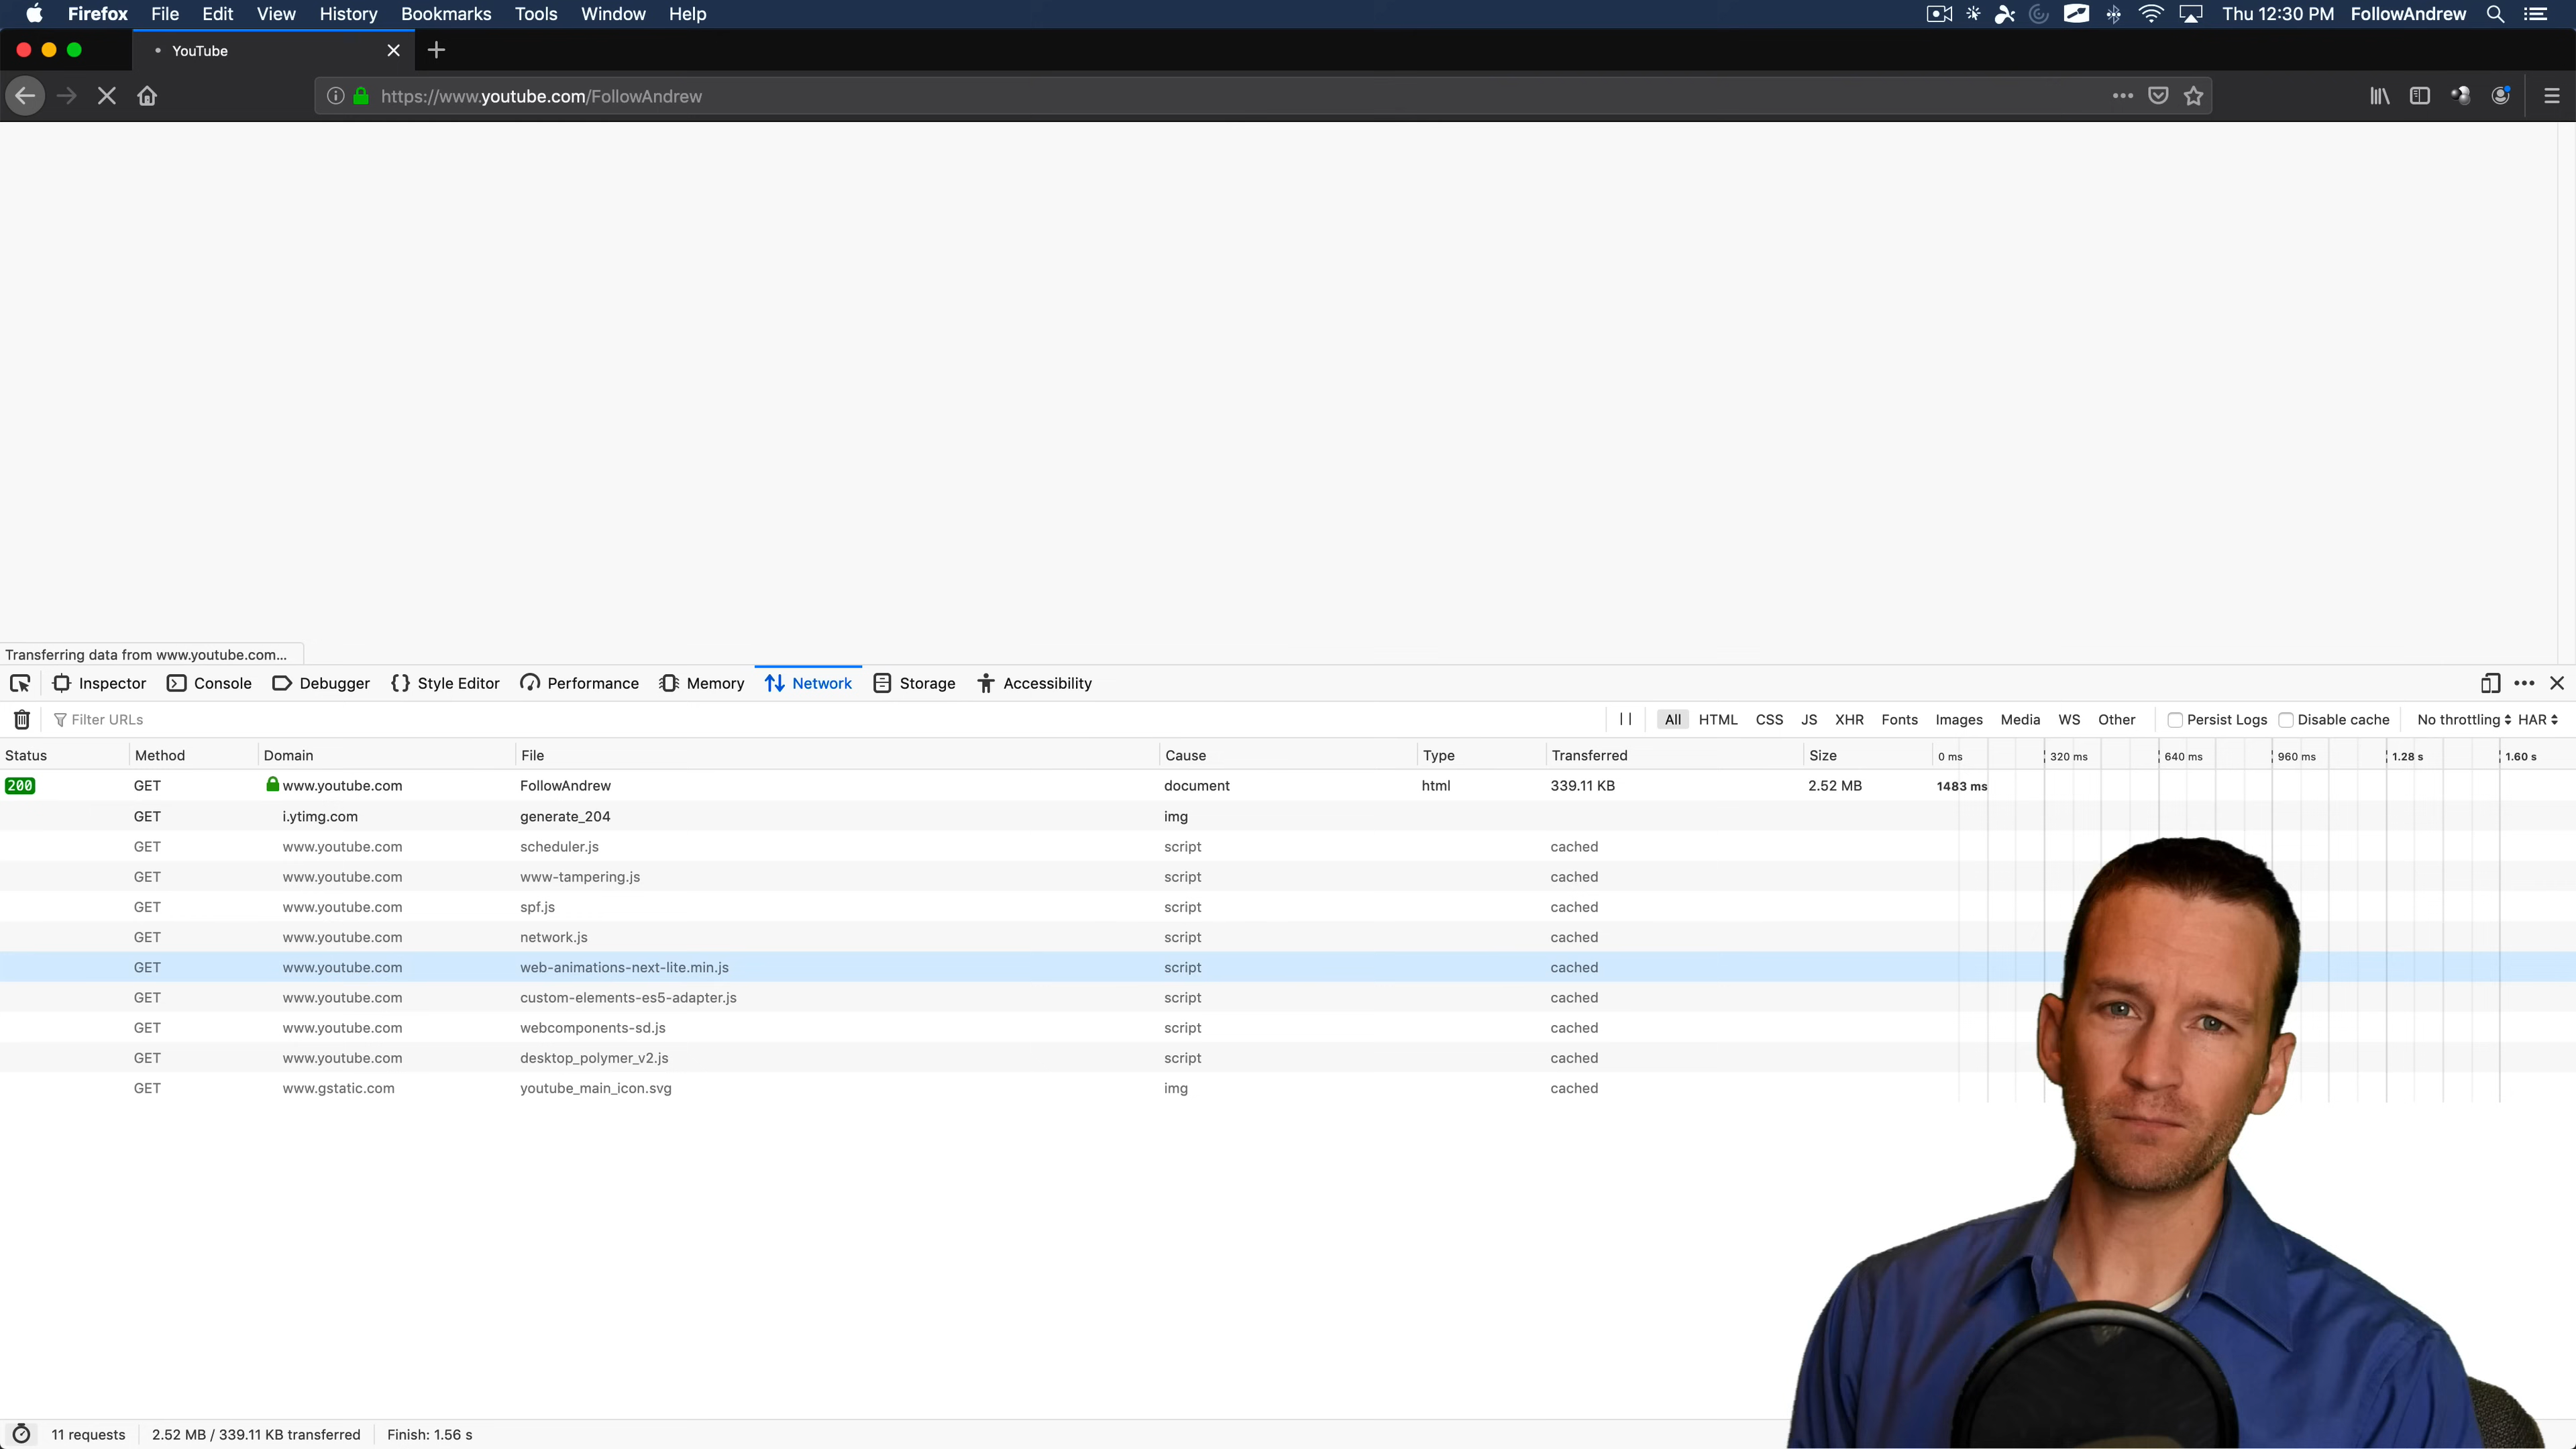 Firefox File Edit View History Bookmarks Tools Window Help Thu 12:30 PM FollowAndrew
YouTube
https://www.youtube.com/FollowAndrew
Transferring data from www.youtube.com...
Inspector Console Debugger Style Editor Performance Memory Network Storage Accessibility
Filter URLs All HTML CSS JS XHR Fonts Images Media WS Other Persist Logs Disable cache No throttling HAR
Status Method Domain File Cause Type Transferred Size 0 ms 320 ms 640 ms 960 ms 1.28 s 1.60 s
200 GET www.youtube.com FollowAndrew document html 339.11 KB 2.52 MB 1483 ms
GET i.ytimg.com generate_204 img
GET www.youtube.com scheduler.js script cached
GET www.youtube.com www-tampering.js script cached
GET www.youtube.com spf.js script cached
GET www.youtube.com network.js script cached
GET www.youtube.com web-animations-next-lite.min.js script cached
GET www.youtube.com custom-elements-es5-adapter.js script cached
GET www.youtube.com webcomponents-sd.js script cached
GET www.youtube.com desktop_polymer_v2.js script cached
GET www.gstatic.com youtube_main_icon.svg img cached
11 requests 2.52 MB / 339.11 KB transferred Finish: 1.56 s